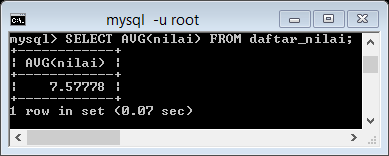 mysql -u root
mysql> SELECT AVG(nilai) FROM daftar_nilai;
+------------+
| AVG(nilai) |
+------------+
|    7.57778 |
+------------+
1 row in set (0.07 sec)